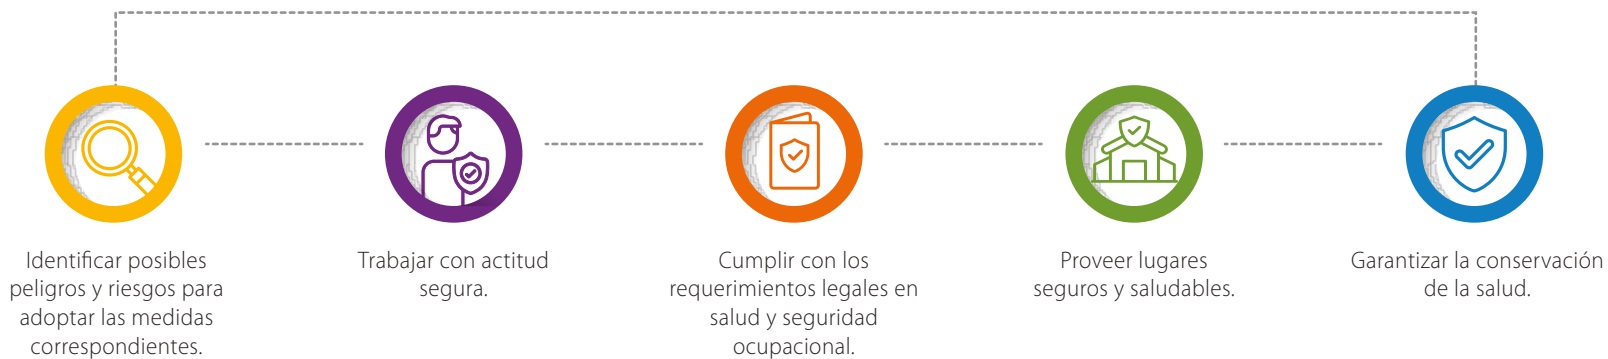 Identificar posibles
peligros y riesgos para
adoptar las medidas
correspondientes.
Trabajar con actitud
segura.
Cumplir con los
requerimientos legales en
salud y seguridad
ocupacional.
Proveer lugares
seguros y saludables.
Garantizar la conservación
de la salud.